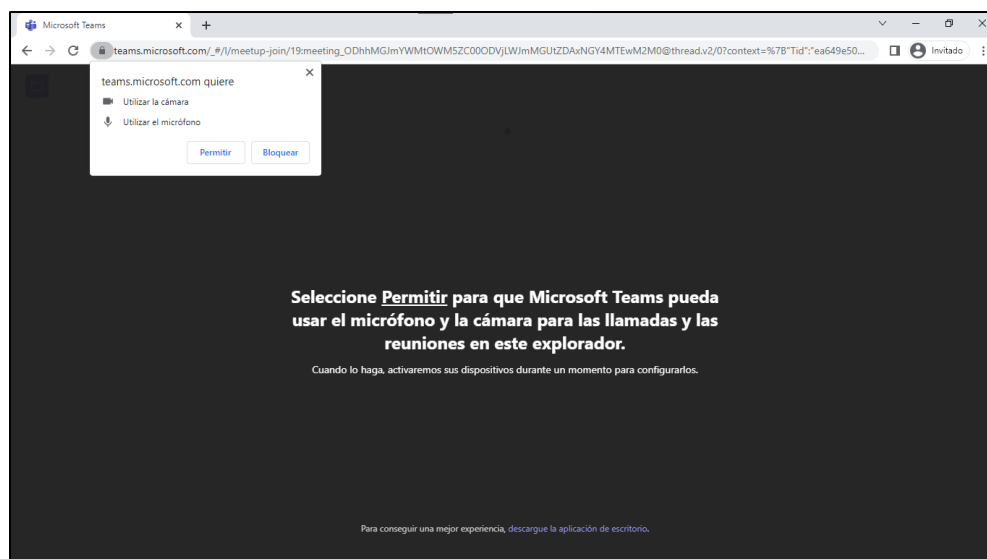 Microsoft Teams
teams.microsoft.com/_#/l/meetup-join/19:meeting_ODhhMGJmYWMtOWM5ZC00ODVjLWJmMGUtZDAxNGY4MTEwM2M0@thread.v2/0?context=%7B"Tid":"ea649e50...
Invitado
teams.microsoft.com quiere
Utilizar la cámara
Utilizar el micrófono
Permitir Bloquear
Seleccione Permitir para que Microsoft Teams pueda
usar el micrófono y la cámara para las llamadas y las
reuniones en este explorador.
Cuando lo haga, activaremos sus dispositivos durante un momento para configurarlos.
Para conseguir una mejor experiencia, descargue la aplicación de escritorio.